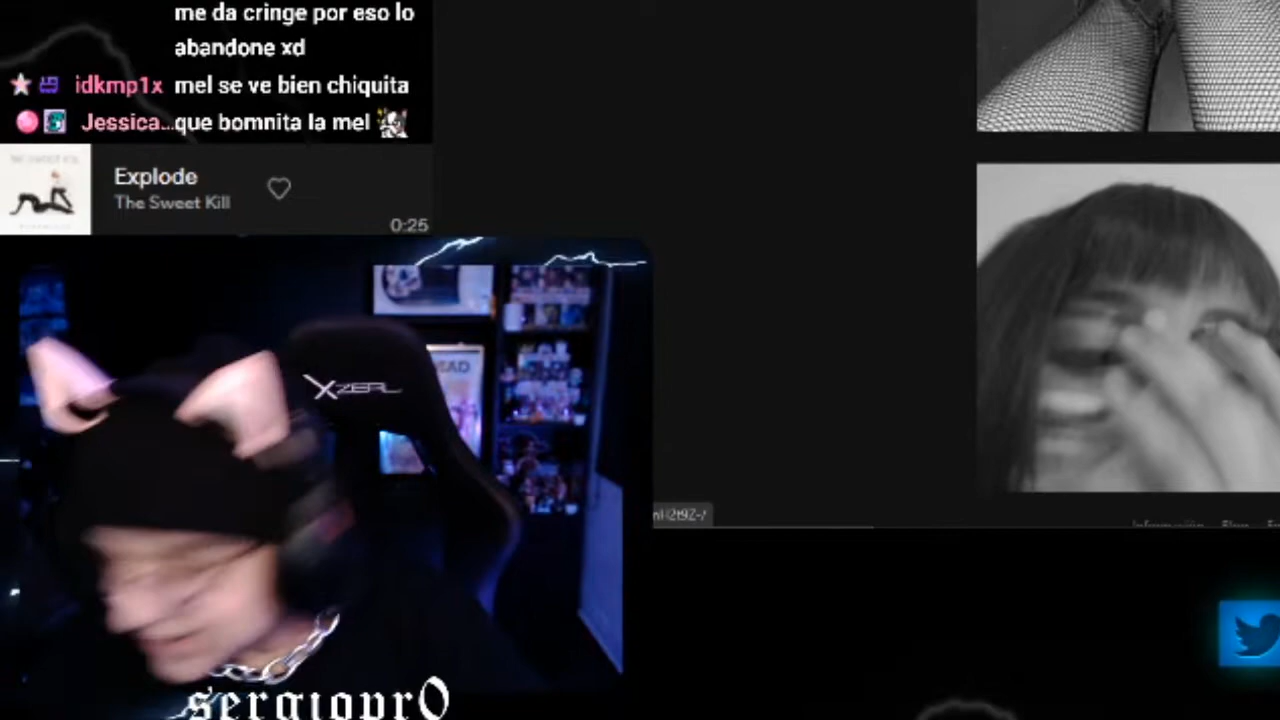 me da cringe por eso lo
abandone xd
idkmp1x mel se ve bien chiquita
Jessica... que bomnita la mel
Explode
The Sweet Kill
0:25
XZERL
sergiopr0